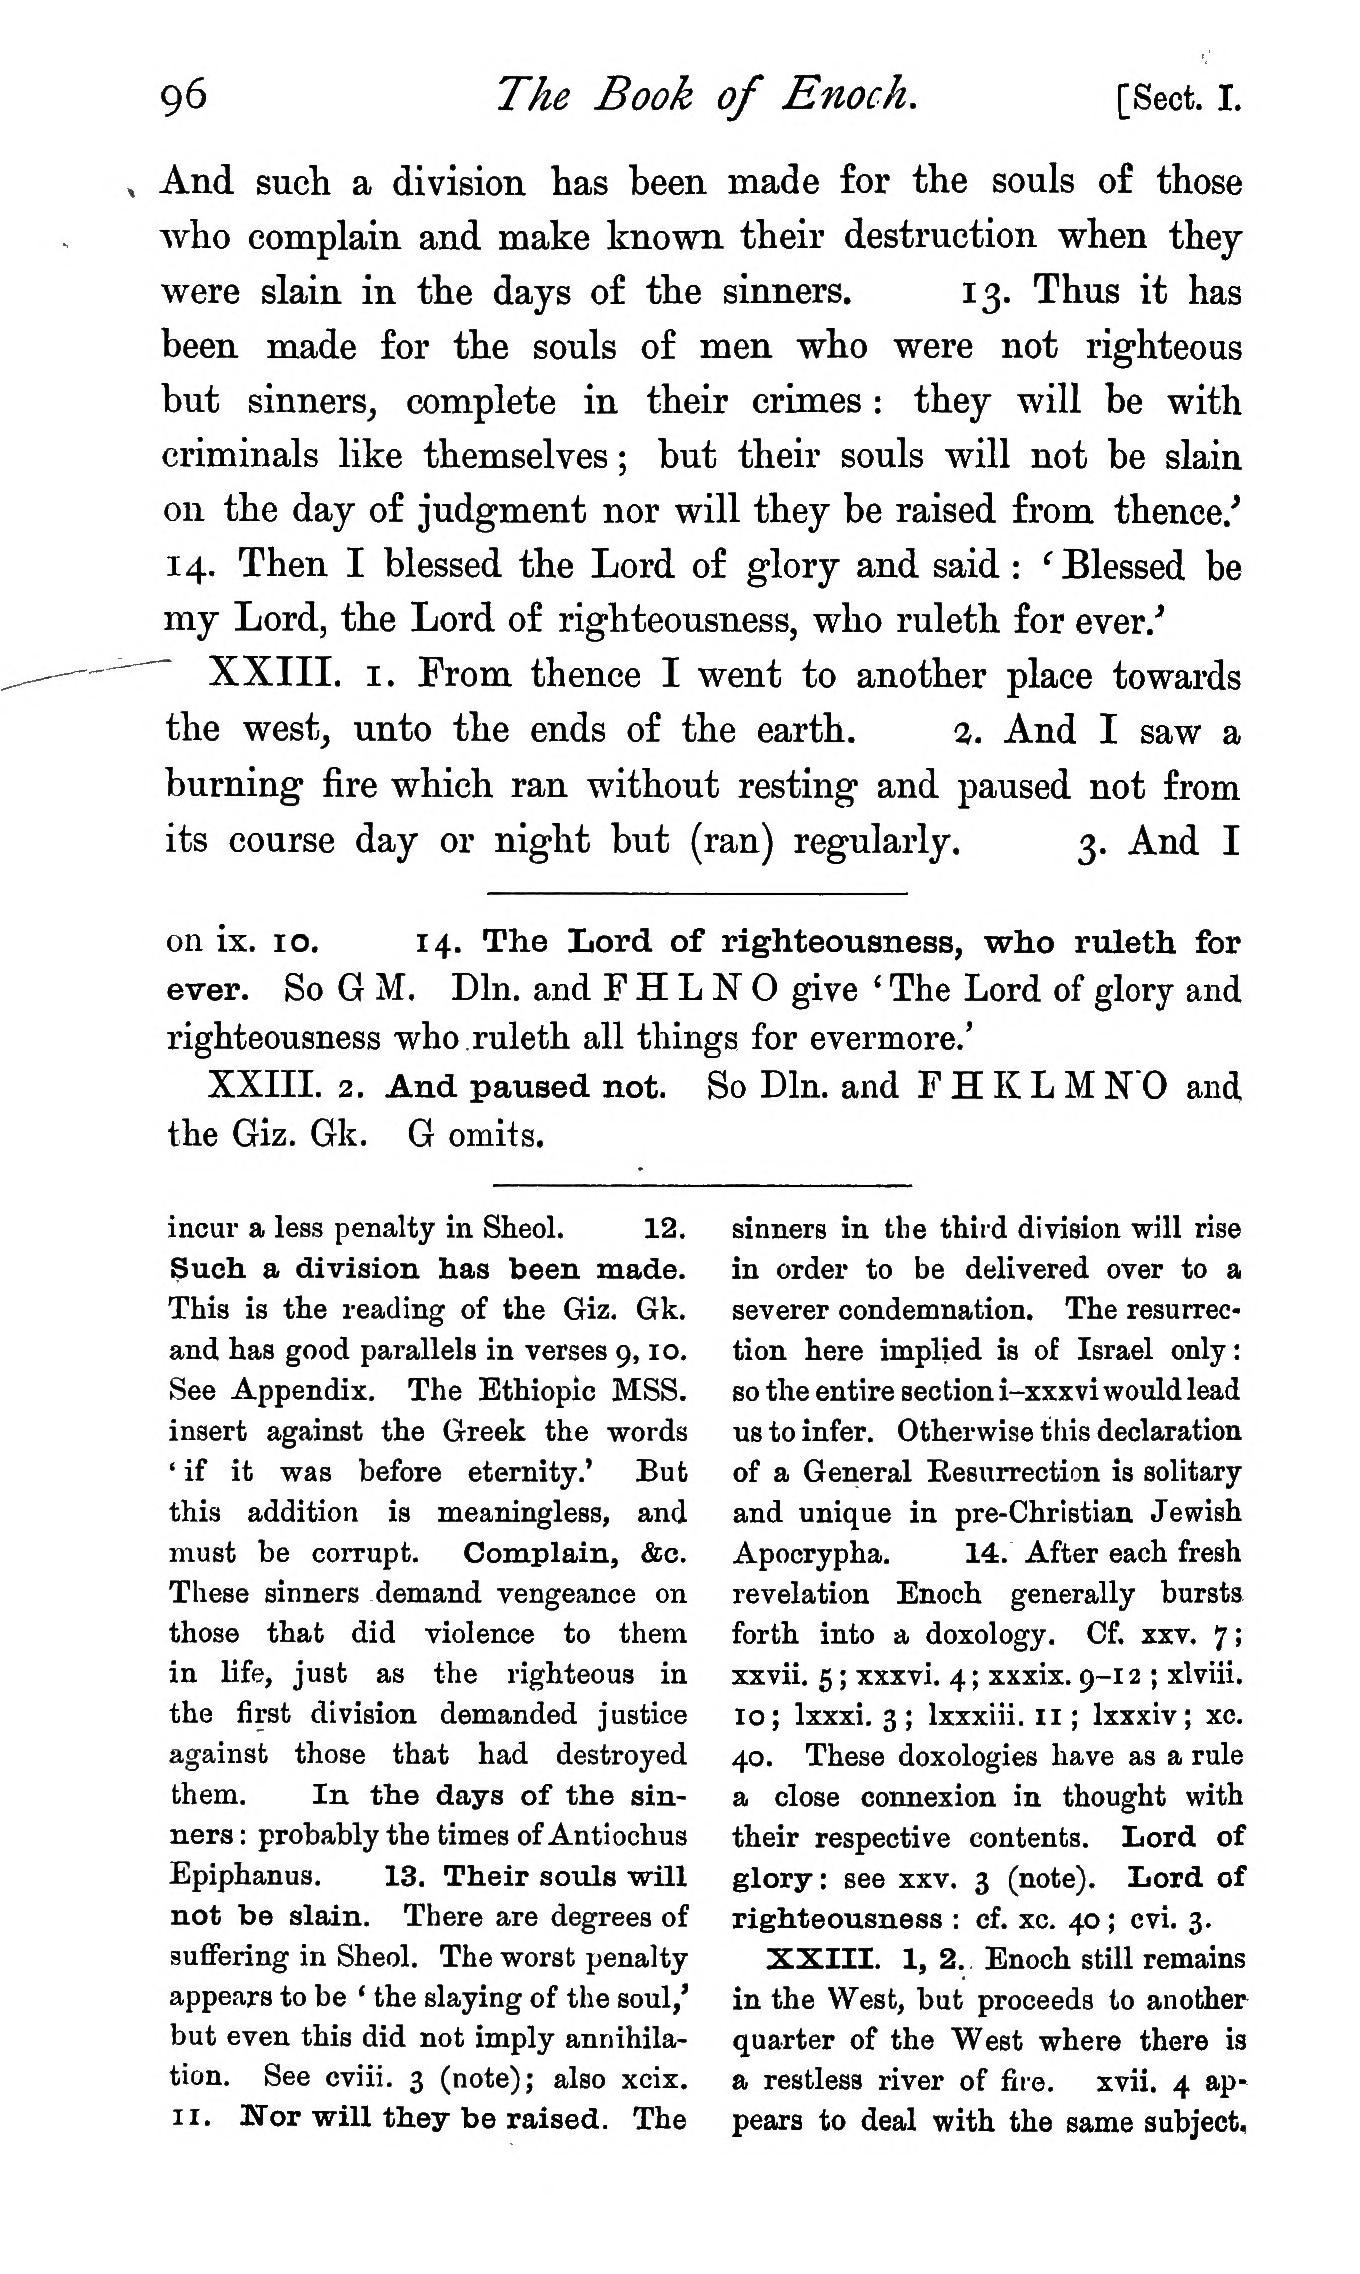 96 The Book of Enoch. [Sect. I.
And such a division has been made for the souls of those
who complain and make known their destruction when they
were slain in the days of the sinners. 13. Thus it has
been made for the souls of men who were not righteous
but sinners, complete in their crimes : they will be with
criminals like themselves ; but their souls will not be slain
on the day of judgment nor will they be raised from thence.’
14. Then I blessed the Lord of glory and said : ‘ Blessed be
my Lord, the Lord of righteousness, who ruleth for ever.’
XXIII. 1. From thence I went to another place towards
the west, unto the ends of the earth. 2. And I saw a
burning fire which ran without resting and paused not from
its course day or night but (ran) regularly. 3. And I
on ix. 10. 14. The Lord of righteousness, who ruleth for
ever. So G M. Dln. and F H L N O give ‘ The Lord of glory and
righteousness who ruleth all things for evermore.’
XXIII. 2. And paused not. So Dln. and F H K L M N O and
the Giz. Gk. G omits.
incur a less penalty in Sheol. 12.
Such a division has been made.
This is the reading of the Giz. Gk.
and has good parallels in verses 9, 10.
See Appendix. The Ethiopic MSS.
insert against the Greek the words
‘ if it was before eternity.’ But
this addition is meaningless, and
must be corrupt. Complain, &c.
These sinners demand vengeance on
those that did violence to them
in life, just as the righteous in
the first division demanded justice
against those that had destroyed
them. In the days of the sin-
ners : probably the times of Antiochus
Epiphanus. 13. Their souls will
not be slain. There are degrees of
suffering in Sheol. The worst penalty
appears to be ‘ the slaying of the soul,’
but even this did not imply annihila-
tion. See cviii. 3 (note) ; also xcix.
11. Nor will they be raised. The
sinners in the third division will rise
in order to be delivered over to a
severer condemnation. The resurrec-
tion here implied is of Israel only :
so the entire section i–xxxvi would lead
us to infer. Otherwise this declaration
of a General Resurrection is solitary
and unique in pre-Christian Jewish
Apocrypha. 14. After each fresh
revelation Enoch generally bursts
forth into a doxology. Cf. xxv. 7 ;
xxvii. 5 ; xxxvi. 4 ; xxxix. 9–12 ; xlviii.
10 ; lxxxi. 3 ; lxxxiii. 11 ; lxxxiv ; xc.
40. These doxologies have as a rule
a close connexion in thought with
their respective contents. Lord of
glory : see xxv. 3 (note). Lord of
righteousness : cf. xc. 40 ; cvi. 3.
XXIII. 1, 2. Enoch still remains
in the West, but proceeds to another
quarter of the West where there is
a restless river of fire. xvii. 4 ap-
pears to deal with the same subject.